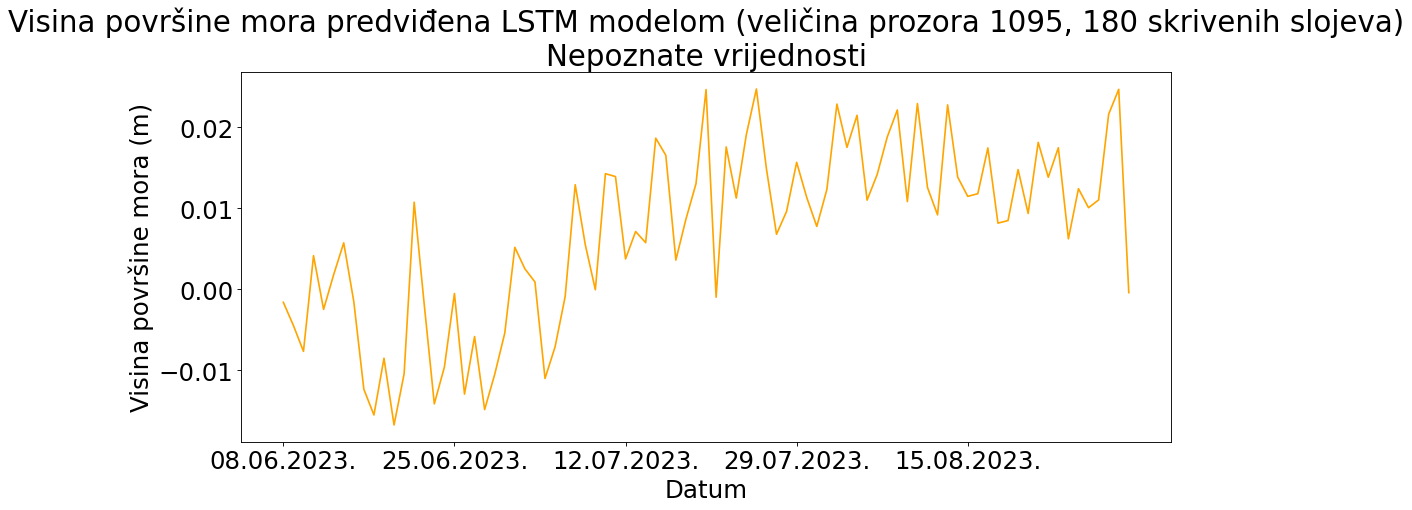 Visina površine mora predviđena LSTM modelom (veličina prozora 1095, 180 skrivenih slojeva)
Nepoznate vrijednosti
Visina površine mora (m)
0.02
0.01
0.00
−0.01
08.06.2023. 25.06.2023. 12.07.2023. 29.07.2023. 15.08.2023.
Datum